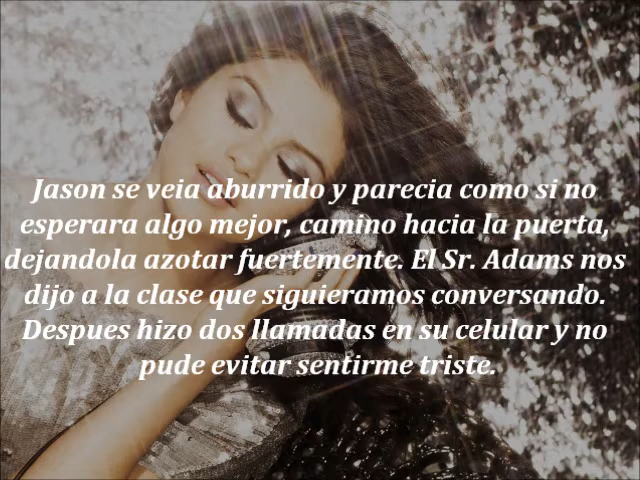 Jason se veia aburrido y parecia como si no
esperara algo mejor, camino hacia la puerta,
dejandola azotar fuertemente. El Sr. Adams nos
dijo a la clase que siguieramos conversando.
Despues hizo dos llamadas en su celular y no
pude evitar sentirme triste.